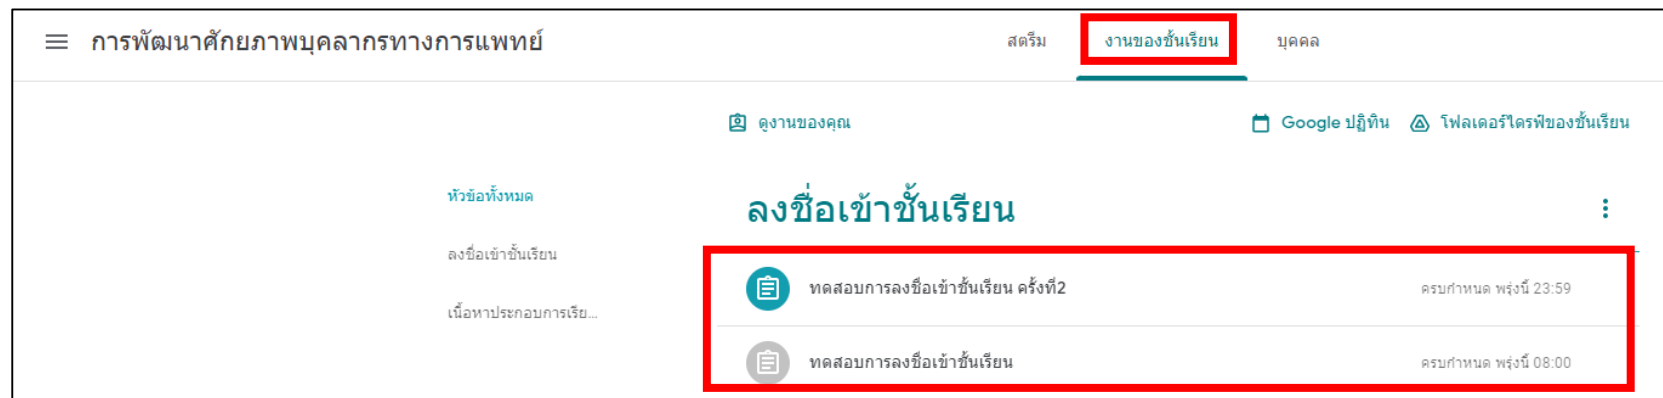 การพัฒนาศักยภาพบุคลากรทางการแพทย์ สตรีม งานของชั้นเรียน บุคคล
ดูงานของคุณ Google ปฏิทิน โฟลเดอร์ไดรฟ์ของชั้นเรียน
หัวข้อทั้งหมด
ลงชื่อเข้าชั้นเรียน
เนื้อหาประกอบการเรีย...
ลงชื่อเข้าชั้นเรียน
ทดสอบการลงชื่อเข้าชั้นเรียน ครั้งที่2 ครบกำหนด พรุ่งนี้ 23:59
ทดสอบการลงชื่อเข้าชั้นเรียน ครบกำหนด พรุ่งนี้ 08:00